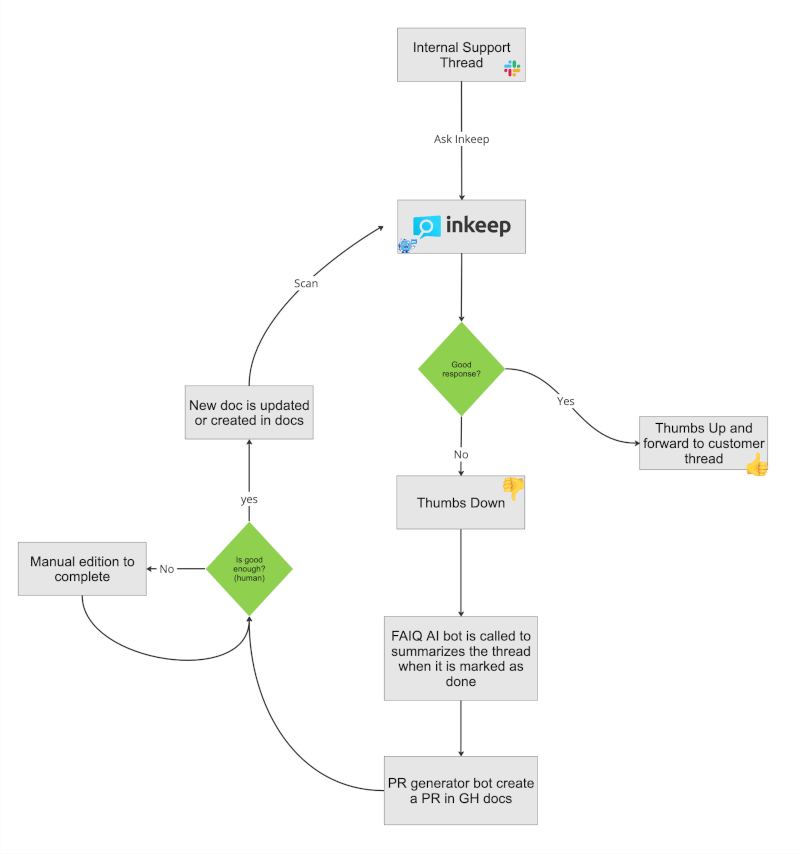 Internal Support
Thread
Ask Inkeep
inkeep
Scan
Good
response?
Yes
New doc is updated
or created in docs
Thumbs Up and
forward to customer
thread
No
Thumbs Down
yes
Is good
enough?
(human)
No
Manual edition to
complete
FAIQ AI bot is called to
summarizes the thread
when it is marked as
done
PR generator bot create
a PR in GH docs